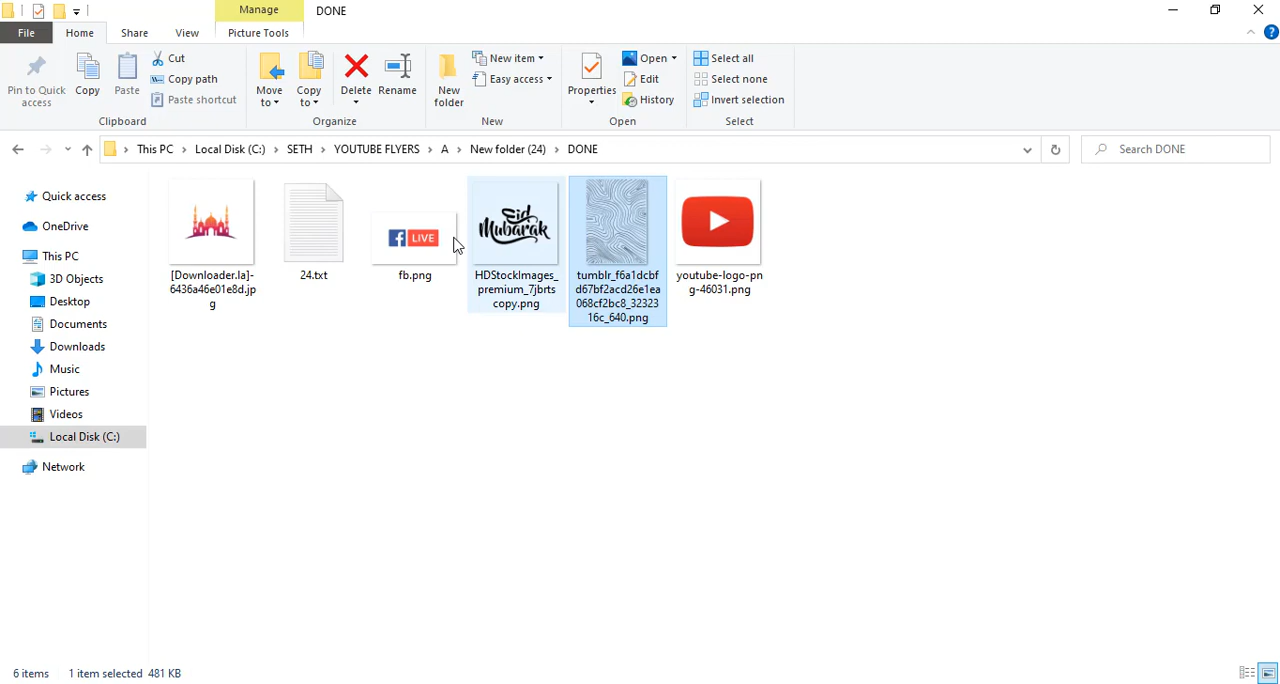 Manage
DONE
File
Home
Share
View
Picture Tools
Pin to Quick
access
Copy
Paste
Cut
Copy path
Paste shortcut
Clipboard
Move
to
Copy
to
Delete
Rename
Organize
New
folder
New item
Easy access
New
Properties
Open
Edit
History
Open
Select all
Select none
Invert selection
Select
This PC > Local Disk (C:) > SETH > YOUTUBE FLYERS > A > New folder (24) > DONE
Search DONE
Quick access
OneDrive
This PC
3D Objects
Desktop
Documents
Downloads
Music
Pictures
Videos
Local Disk (C:)
Network
[Downloader.la]-
6436a46e01e8d.jp
g
24.txt
f LIVE
fb.png
Eid
Mubarak
HDStockImages_
premium_7jbrts
copy.png
tumblr_f6a1dcbf
d67bf2acd26e1ea
068cf2bc8_32323
16c_640.png
youtube-logo-pn
g-46031.png
6 items
1 item selected 481 KB